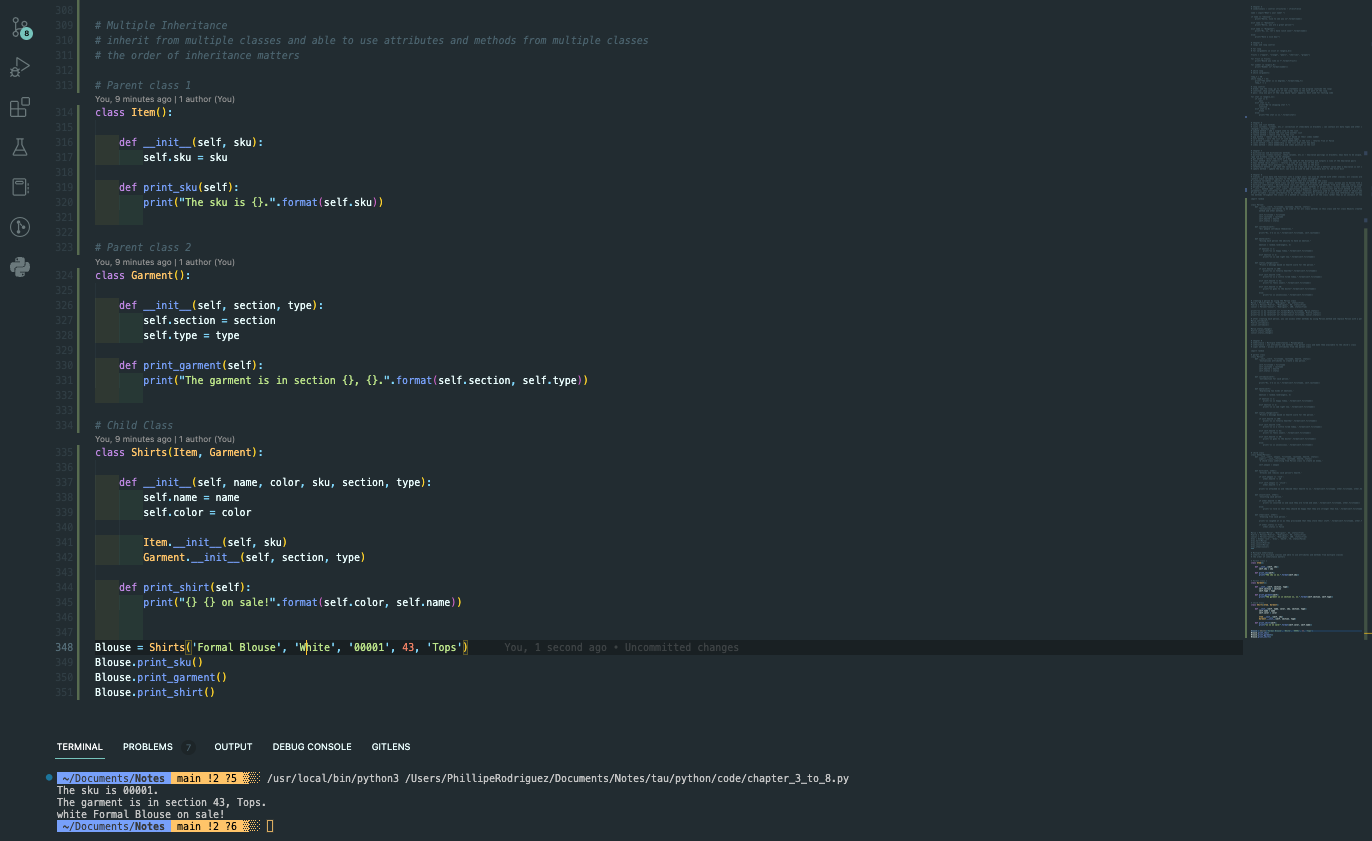 308
309 # Multiple Inheritance
310 # inherit from multiple classes and able to use attributes and methods from multiple classes
311 # the order of inheritance matters
312
313 # Parent class 1
You, 9 minutes ago | 1 author (You)
314 class Item():
315
316 def __init__(self, sku):
317 self.sku = sku
318
319 def print_sku(self):
320 print("The sku is {}.".format(self.sku))
321
322
323 # Parent class 2
You, 9 minutes ago | 1 author (You)
324 class Garment():
325
326 def __init__(self, section, type):
327 self.section = section
328 self.type = type
329
330 def print_garment(self):
331 print("The garment is in section {}, {}.".format(self.section, self.type))
332
333
334 # Child Class
You, 9 minutes ago | 1 author (You)
335 class Shirts(Item, Garment):
336
337 def __init__(self, name, color, sku, section, type):
338 self.name = name
339 self.color = color
340
341 Item.__init__(self, sku)
342 Garment.__init__(self, section, type)
343
344 def print_shirt(self):
345 print("{} {} on sale!".format(self.color, self.name))
346
347
348 Blouse = Shirts('Formal Blouse', 'White', '00001', 43, 'Tops') You, 1 second ago • Uncommitted changes
349 Blouse.print_sku()
350 Blouse.print_garment()
351 Blouse.print_shirt()
8
TERMINAL PROBLEMS 7 OUTPUT DEBUG CONSOLE GITLENS
~/Documents/Notes main !2 ?5 /usr/local/bin/python3 /Users/PhillipeRodriguez/Documents/Notes/tau/python/code/chapter_3_to_8.py
The sku is 00001.
The garment is in section 43, Tops.
white Formal Blouse on sale!
~/Documents/Notes main !2 ?6